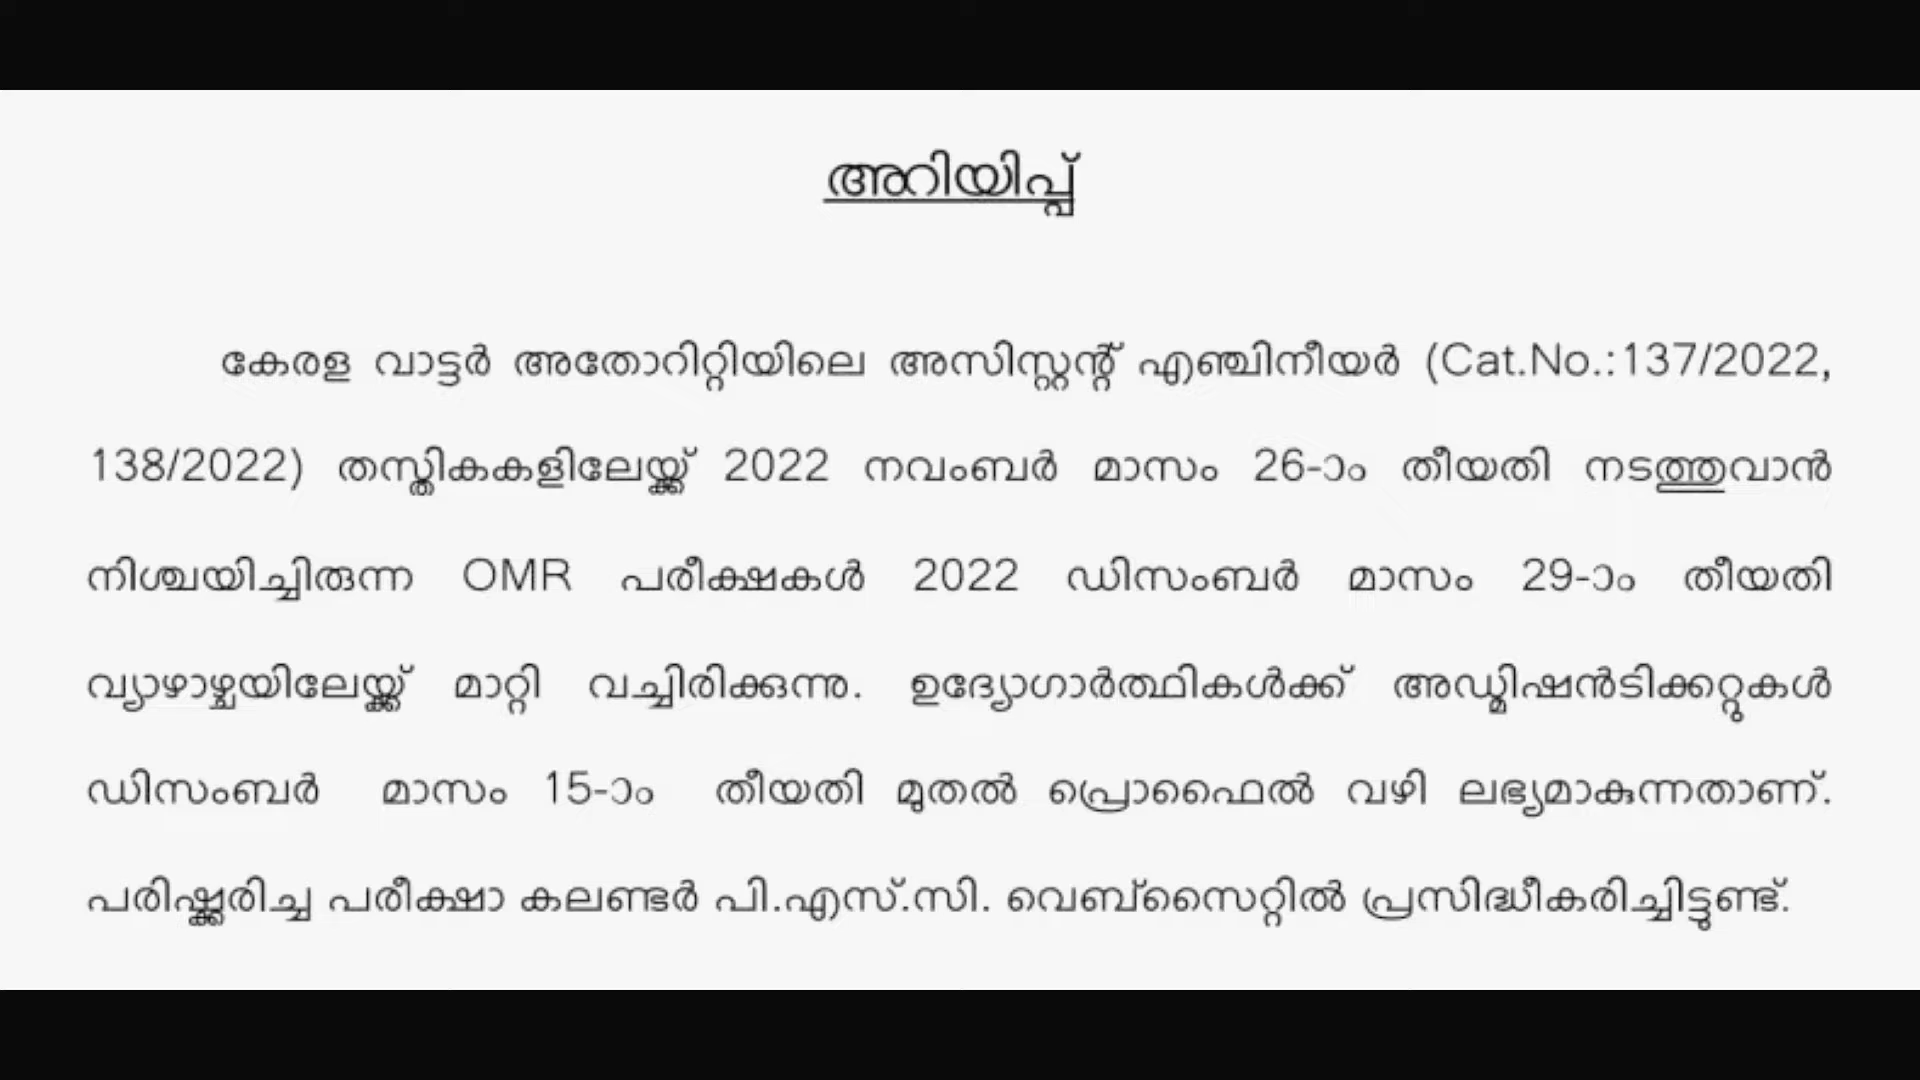 അറിയിപ്പ്
കേരള വാട്ടർ അതോറിറ്റിയിലെ അസിസ്റ്റന്റ് എഞ്ചിനീയർ (Cat.No.:137/2022,
138/2022) തസ്തികകളിലേയ്ക്ക് 2022 നവംബർ മാസം 26-ാം തീയതി നടത്തുവാൻ
നിശ്ചയിച്ചിരുന്ന OMR പരീക്ഷകൾ 2022 ഡിസംബർ മാസം 29-ാം തീയതി
വ്യാഴാഴ്ചയിലേയ്ക്ക് മാറ്റി വച്ചിരിക്കുന്നു. ഉദ്യോഗാർത്ഥികൾക്ക് അഡ്മിഷൻടിക്കറ്റുകൾ
ഡിസംബർ മാസം 15-ാം തീയതി മുതൽ പ്രൊഫൈൽ വഴി ലഭ്യമാകുന്നതാണ്.
പരിഷ്ക്കരിച്ച പരീക്ഷാ കലണ്ടർ പി.എസ്.സി. വെബ്സൈറ്റിൽ പ്രസിദ്ധീകരിച്ചിട്ടുണ്ട്.